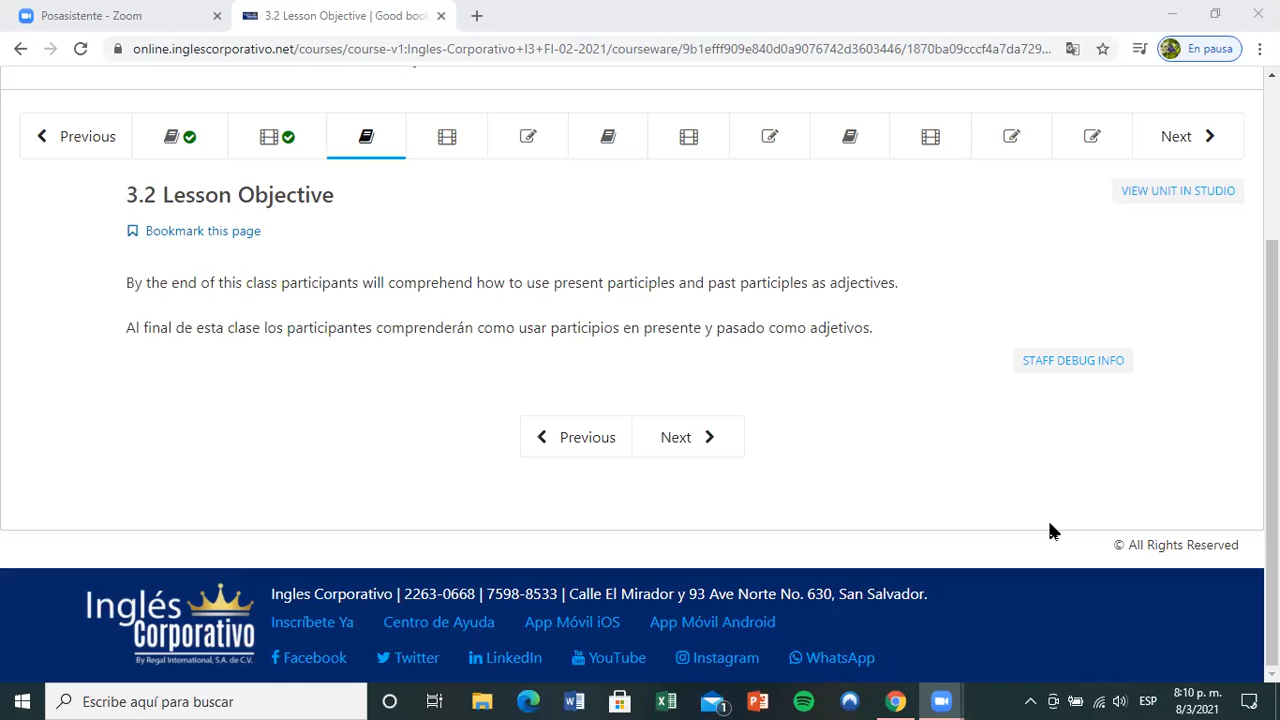 Posasistente - Zoom
3.2 Lesson Objective | Good boo
online.inglescorporativo.net/courses/course-v1:Ingles-Corporativo+I3+FI-02-2021/courseware/9b1efff909e840d0a9076742d3603446/1870ba09cccf4a7da729...
En pausa
Previous
Next
3.2 Lesson Objective
VIEW UNIT IN STUDIO
Bookmark this page
By the end of this class participants will comprehend how to use present participles and past participles as adjectives.
Al final de esta clase los participantes comprenderán como usar participios en presente y pasado como adjetivos.
STAFF DEBUG INFO
Previous
Next
© All Rights Reserved
Inglés Corporativo
By Regal International, S.A. de C.V.
Ingles Corporativo | 2263-0668 | 7598-8533 | Calle El Mirador y 93 Ave Norte No. 630, San Salvador.
Inscríbete Ya Centro de Ayuda App Móvil iOS App Móvil Android
Facebook Twitter LinkedIn YouTube Instagram WhatsApp
Escribe aquí para buscar
1
ESP
8:10 p. m.
8/3/2021